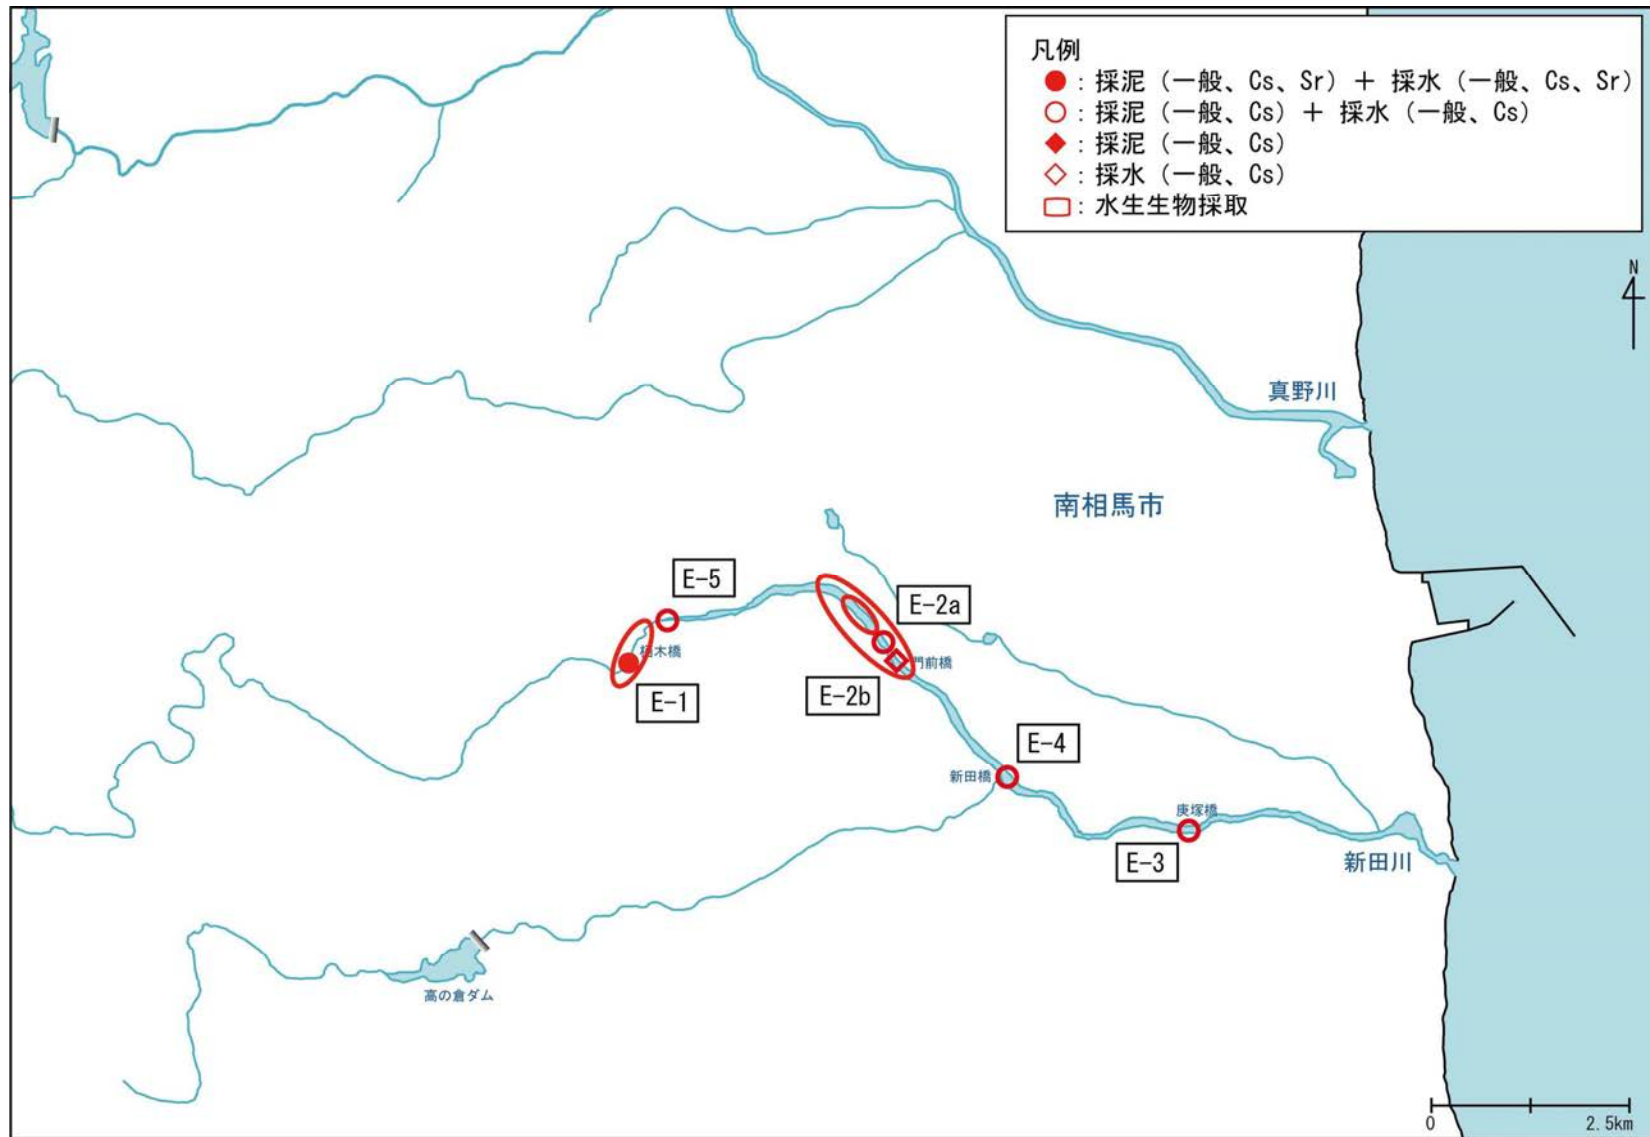 凡例
●：採泥（一般、Cs、Sr）＋ 採水（一般、Cs、Sr）
○：採泥（一般、Cs）＋ 採水（一般、Cs）
◆：採泥（一般、Cs）
◇：採水（一般、Cs）
：水生生物採取
N
真野川
南相馬市
E-5
E-2a
木橋
門前橋
E-1
E-2b
E-4
新田橋
庚塚橋
E-3
新田川
高の倉ダム
0 2.5km